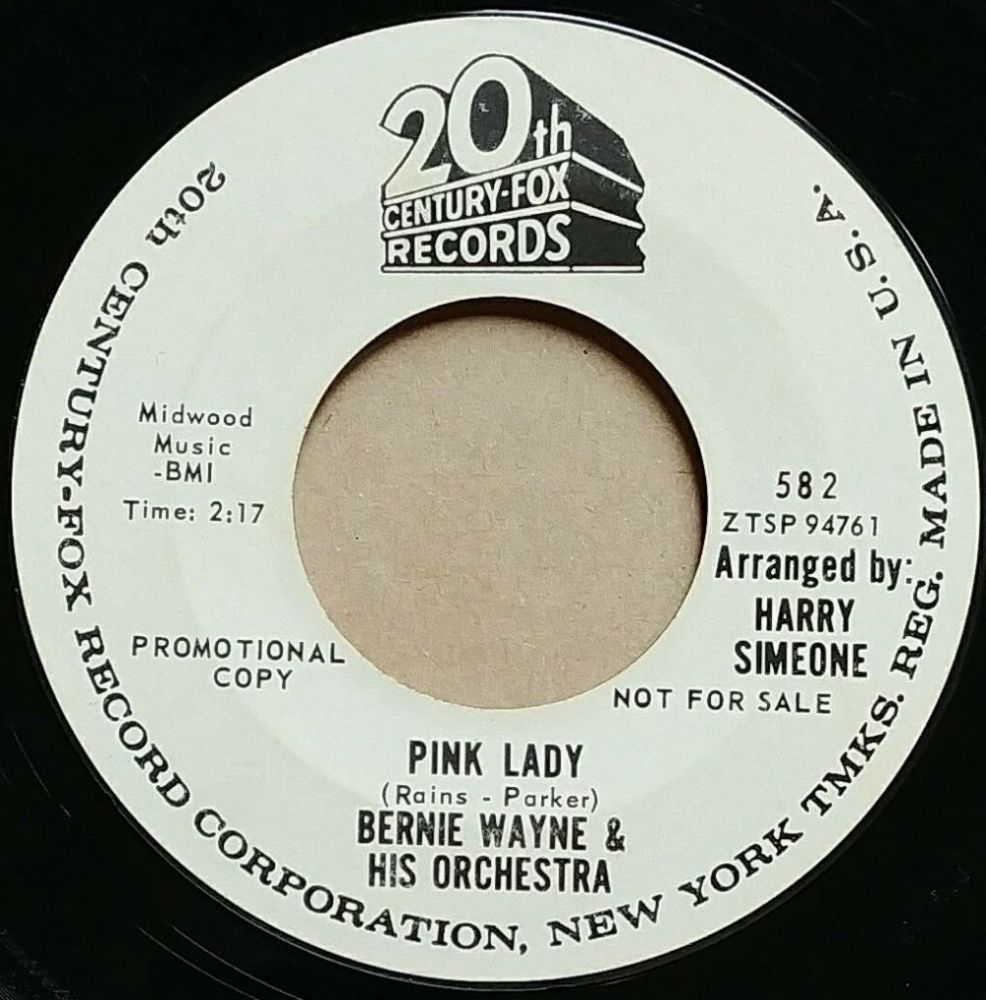 20th
CENTURY-FOX
RECORDS
20th CENTURY-FOX RECORD CORPORATION, NEW YORK TMKS. REG. MADE IN U.S.A.
Midwood
Music
-BMI
Time: 2:17
582
ZTSP 94761
Arranged by:
HARRY
SIMEONE
PROMOTIONAL
COPY
NOT FOR SALE
PINK LADY
(Rains - Parker)
BERNIE WAYNE &
HIS ORCHESTRA